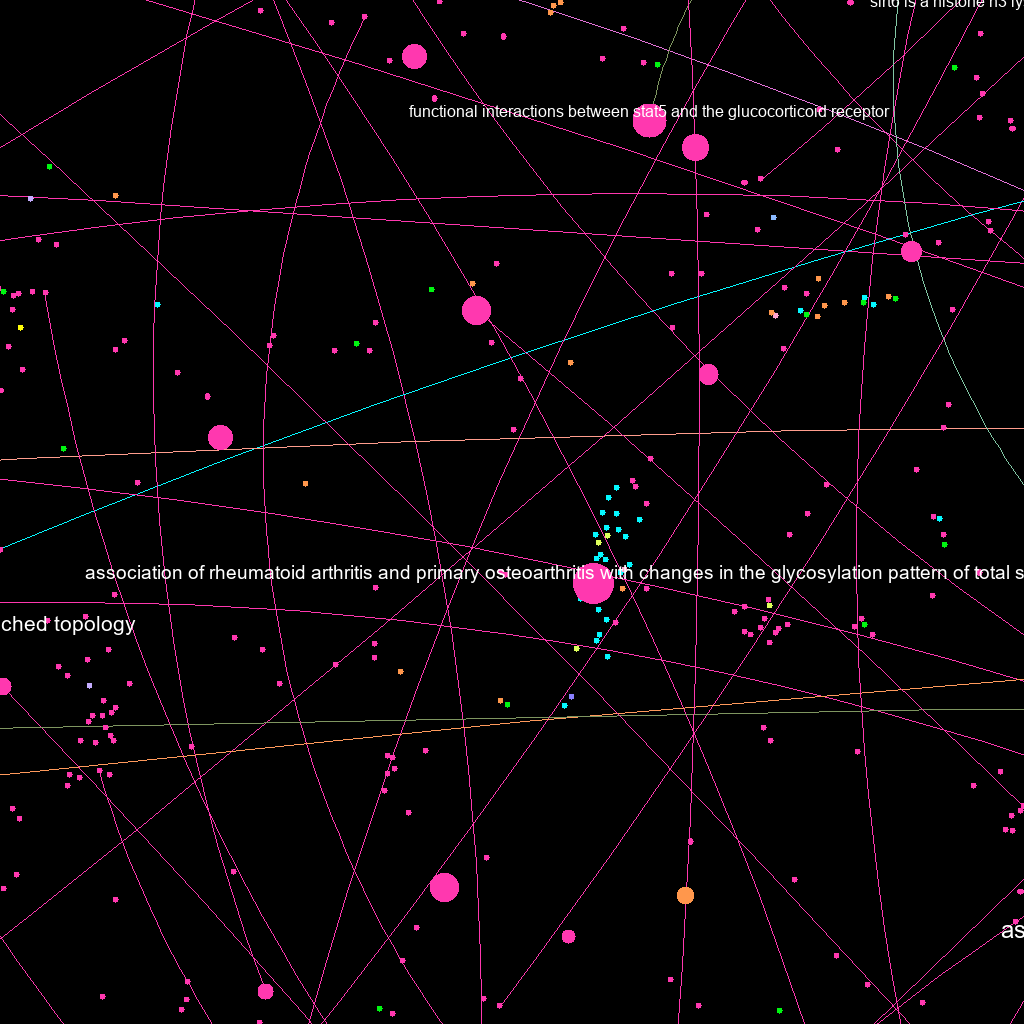 sirt6 is a histone h3 ly
functional interactions between stat5 and the glucocorticoid receptor
association of rheumatoid arthritis and primary osteoarthritis with changes in the glycosylation pattern of total s
ched topology
as